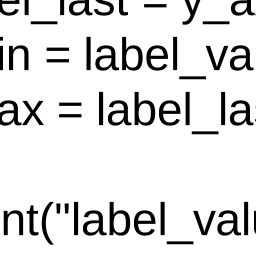 el_last = y_a
in = label_va
ax = label_las
nt("label_valu